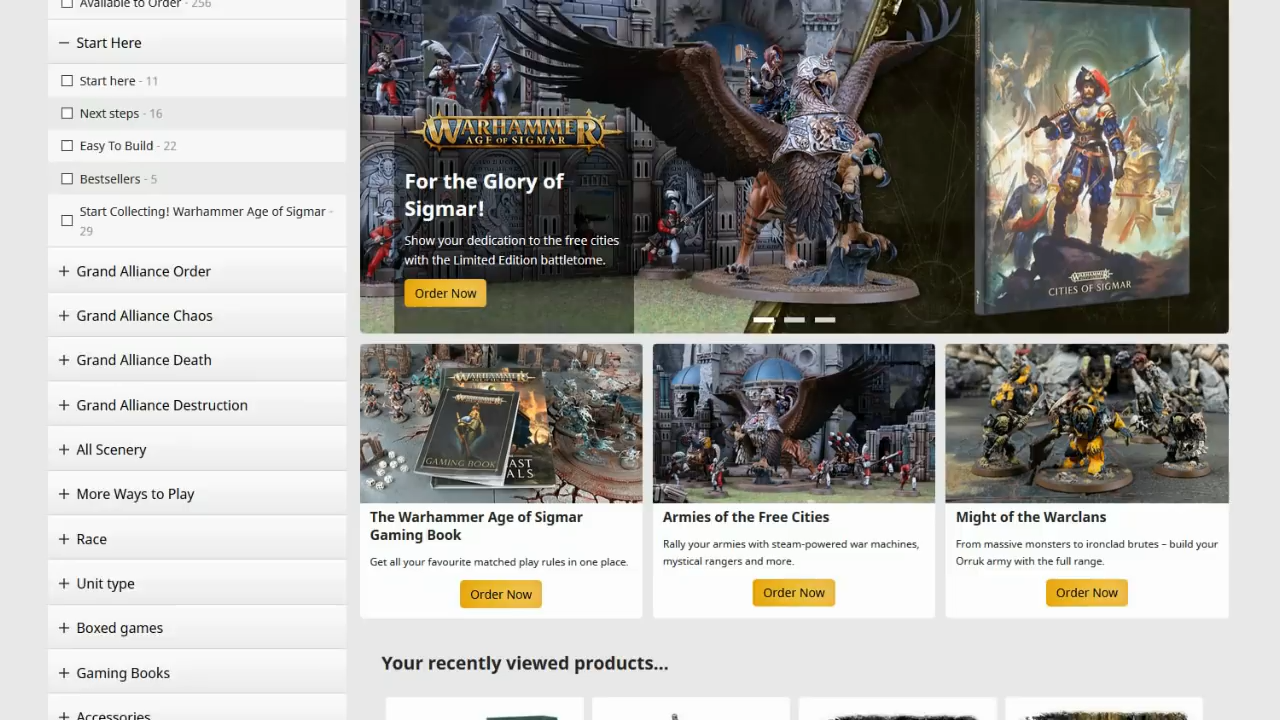 Available to Order - 256
Start Here
Start here - 11
Next steps - 16
Easy To Build - 22
Bestsellers - 5
Start Collecting! Warhammer Age of Sigmar -
29
Grand Alliance Order
Grand Alliance Chaos
Grand Alliance Death
Grand Alliance Destruction
All Scenery
More Ways to Play
Race
Unit type
Boxed games
Gaming Books
Accessories
WARHAMMER
AGE OF SIGMAR
For the Glory of
Sigmar!
Show your dedication to the free cities
with the Limited Edition battletome.
Order Now
WARHAMMER
CITIES OF SIGMAR
WARHAMMER
GAMING BOOK
The Warhammer Age of Sigmar
Gaming Book
Get all your favourite matched play rules in one place.
Order Now
Armies of the Free Cities
Rally your armies with steam-powered war machines,
mystical rangers and more.
Order Now
Might of the Warclans
From massive monsters to ironclad brutes – build your
Orruk army with the full range.
Order Now
Your recently viewed products...